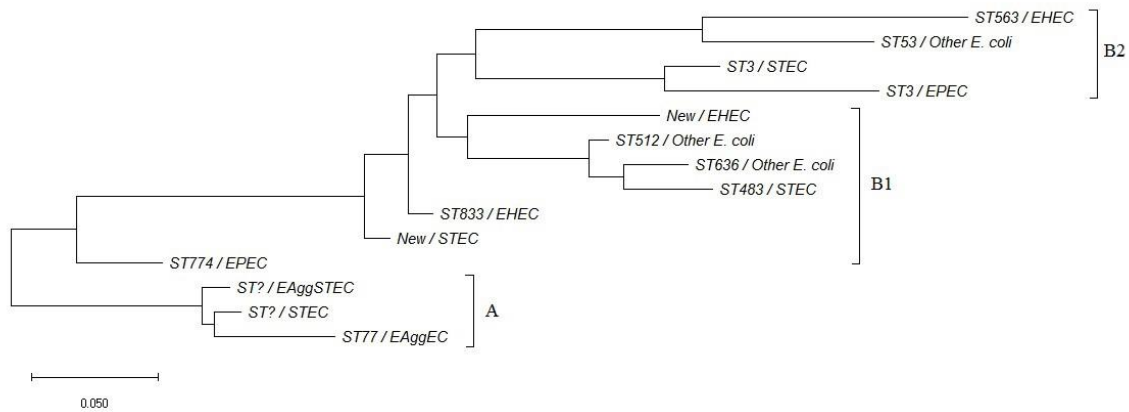 ST563 / EHEC
ST53 / Other E. coli
B2
ST3 / STEC
ST3 / EPEC
New / EHEC
ST512 / Other E. coli
ST636 / Other E. coli
B1
ST483 / STEC
ST833 / EHEC
New / STEC
ST774 / EPEC
ST? / EAggSTEC
A
ST? / STEC
ST77 / EAggEC
0.050